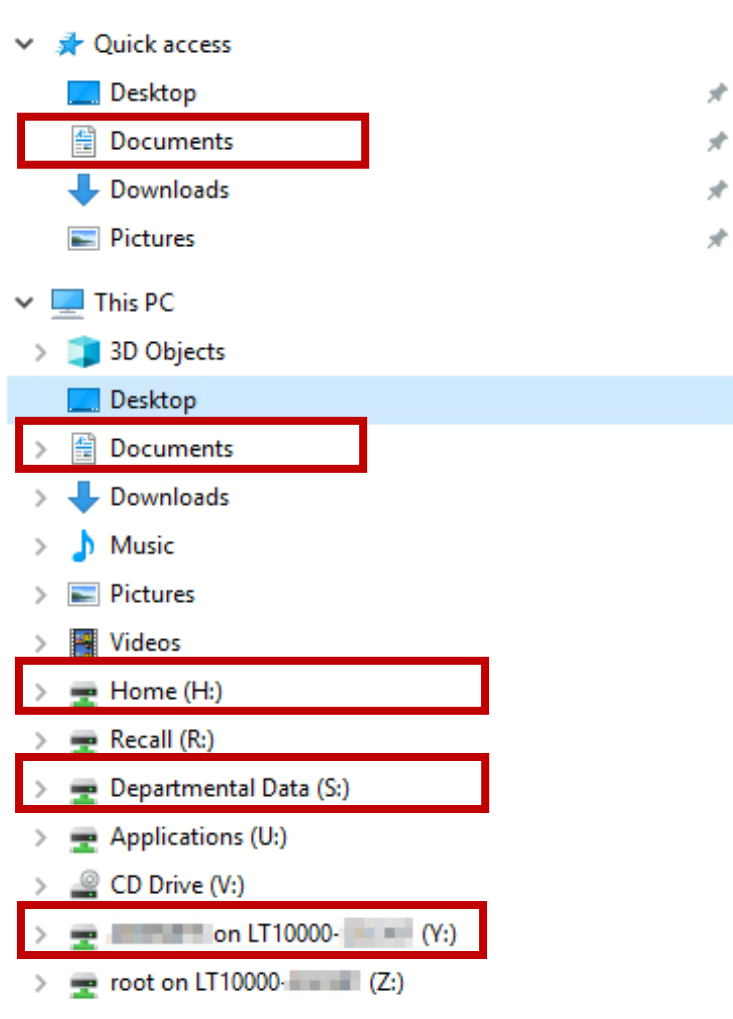 Quick access
Desktop
Documents
Downloads
Pictures
This PC
3D Objects
Desktop
Documents
Downloads
Music
Pictures
Videos
Home (H:)
Recall (R:)
Departmental Data (S:)
Applications (U:)
CD Drive (V:)
on LT10000- (Y:)
root on LT10000- (Z:)